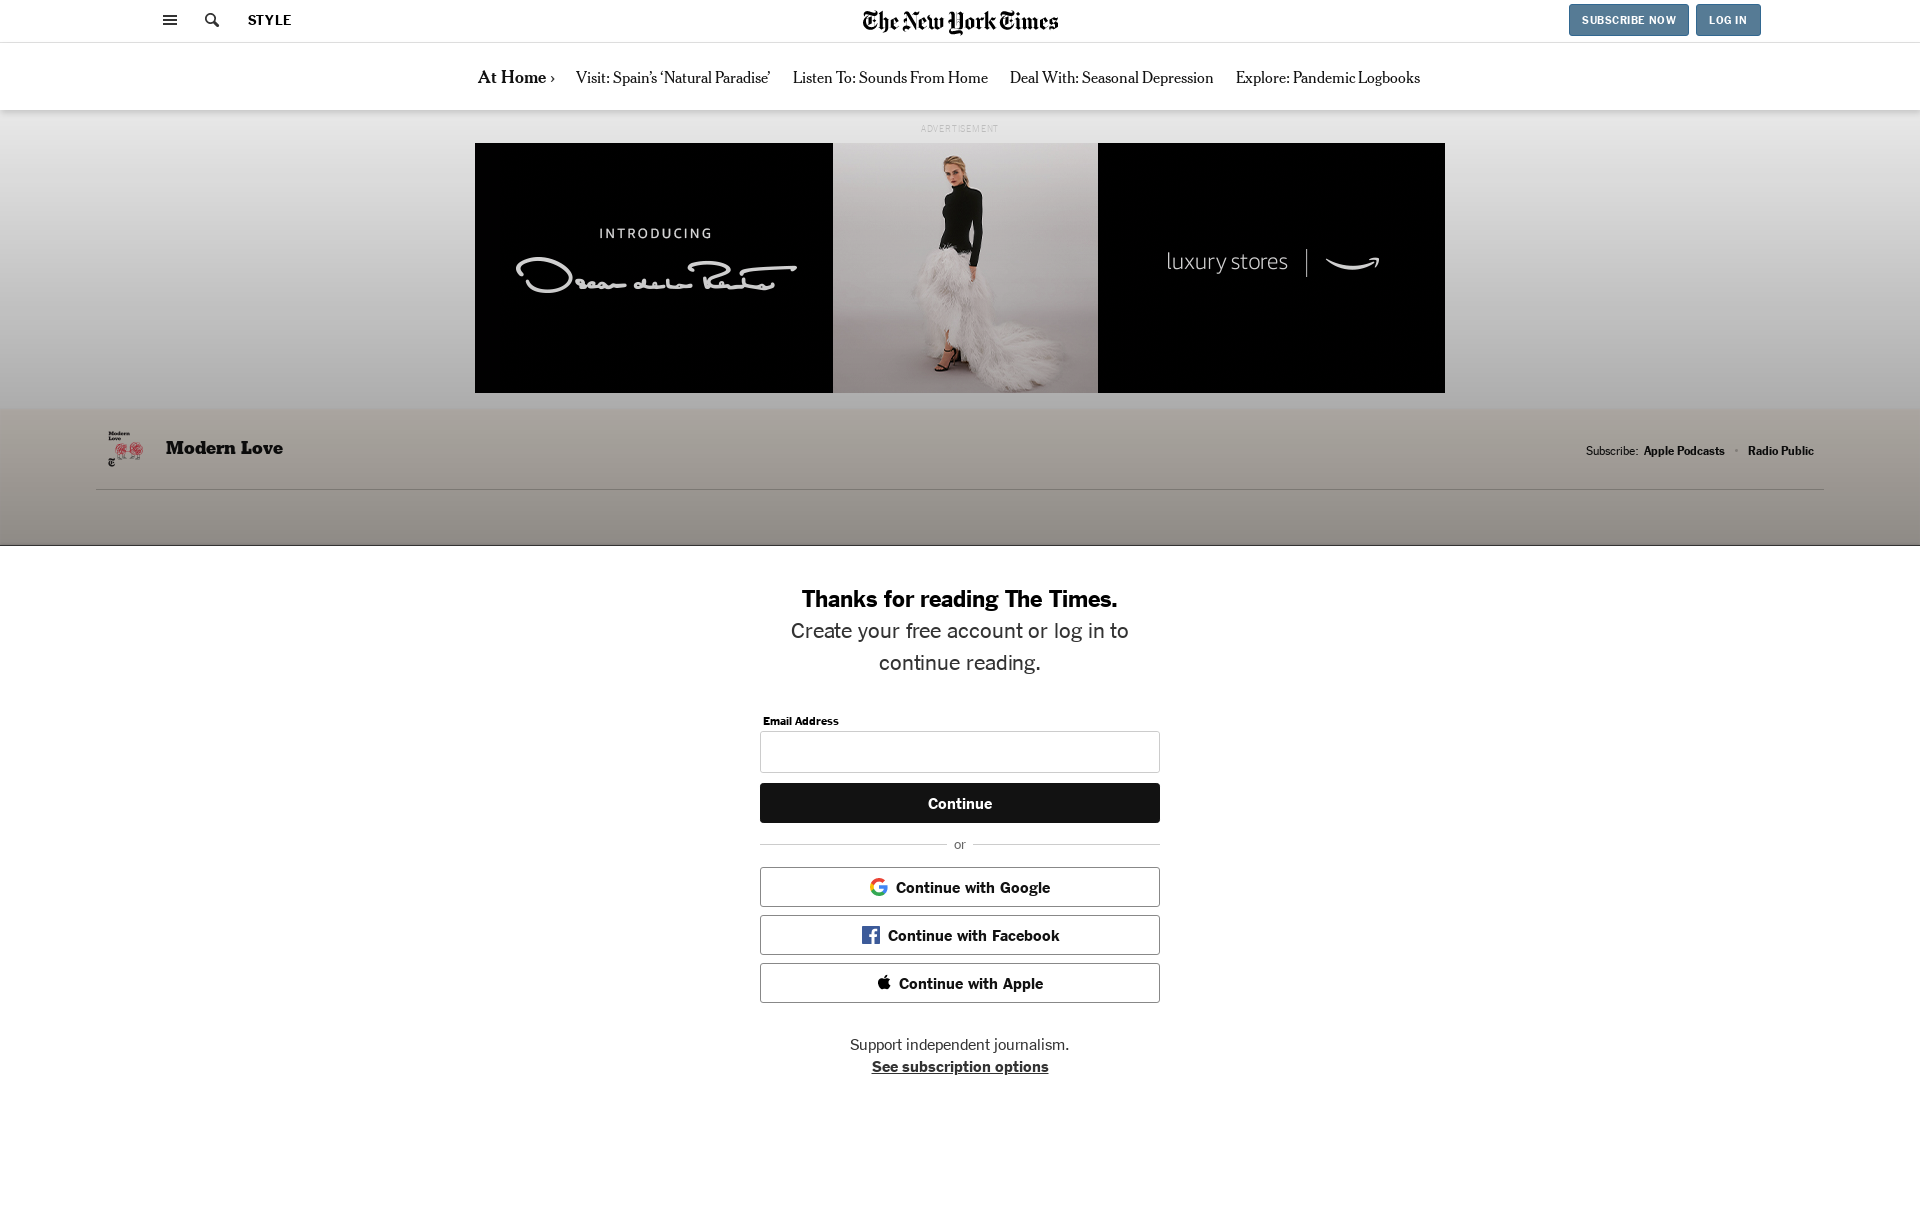 STYLE
The New York Times
SUBSCRIBE NOW
LOG IN
At Home ›
Visit: Spain’s ‘Natural Paradise’
Listen To: Sounds From Home
Deal With: Seasonal Depression
Explore: Pandemic Logbooks
ADVERTISEMENT
INTRODUCING
Oscar de la Renta
luxury stores
Modern
Love
Modern Love
Subscribe: Apple Podcasts • Radio Public
Thanks for reading The Times.
Create your free account or log in to
continue reading.
Email Address
Continue
or
Continue with Google
Continue with Facebook
Continue with Apple
Support independent journalism.
See subscription options